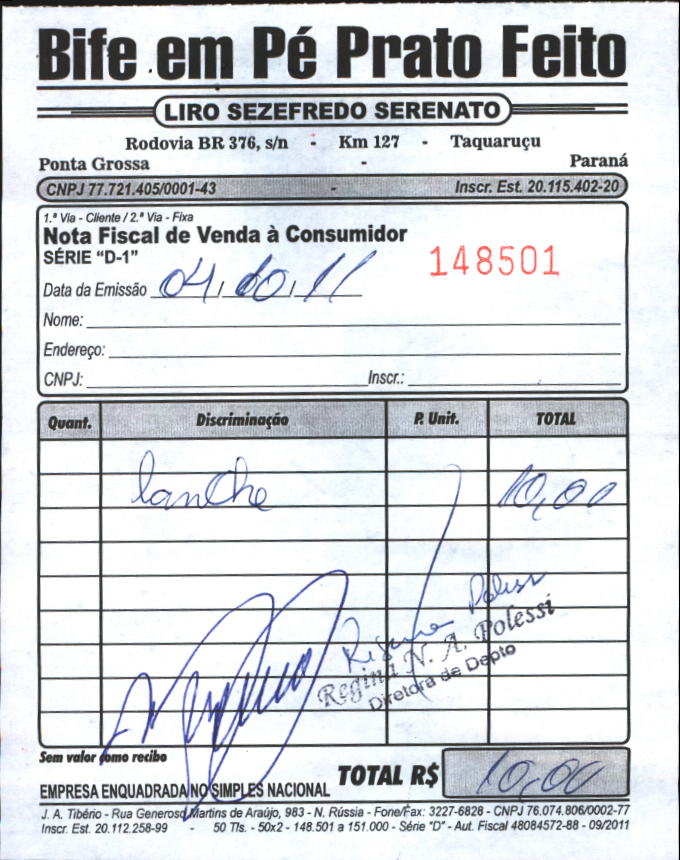 Bife em Pé Prato Feito
LIRO SEZEFREDO SERENATO
Rodovia BR 376, s/n - Km 127 - Taquaruçu
Ponta Grossa - Paraná
CNPJ 77.721.405/0001-43 - Inscr. Est. 20.115.402-20
1.ª Via - Cliente / 2.ª Via - Fixa
Nota Fiscal de Venda à Consumidor
SÉRIE "D-1"
148501
Data da Emissão 04, 10, 11
Nome:
Endereço:
CNPJ: Inscr.:
Quant. Discriminação P. Unit. TOTAL
lanche 10,00
Polessi
Regina N. A. Polessi
Diretora de Depto
Sem valor como recibo
EMPRESA ENQUADRADA NO SIMPLES NACIONAL
TOTAL R$ 10,00
J. A. Tibério - Rua Generoso Martins de Araújo, 983 - N. Rússia - Fone/Fax: 3227-6828 - CNPJ 76.074.806/0002-77
Inscr. Est. 20.112.258-99 - 50 Tls. - 50x2 - 148.501 a 151.000 - Série "D" - Aut. Fiscal 48084572-88 - 09/2011